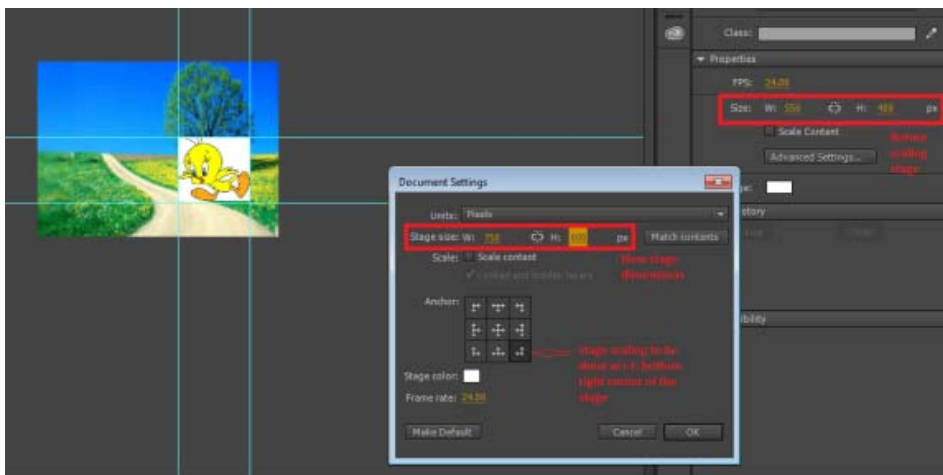 Class:
Properties
FPS: 24.00
Size: W: 550 H: 400 px
Scale Content
Advanced Settings...
Before
scaling
stage
Document Settings
Units: Pixels
Stage size: W: 750 H: 600 px Match contents
Scale: Scale content
New stage
dimensions
Anchor:
Stage scaling to be
done w.r.t. bottom
right corner of the
stage
Stage color:
Frame rate: 24.00
Make Default Cancel OK